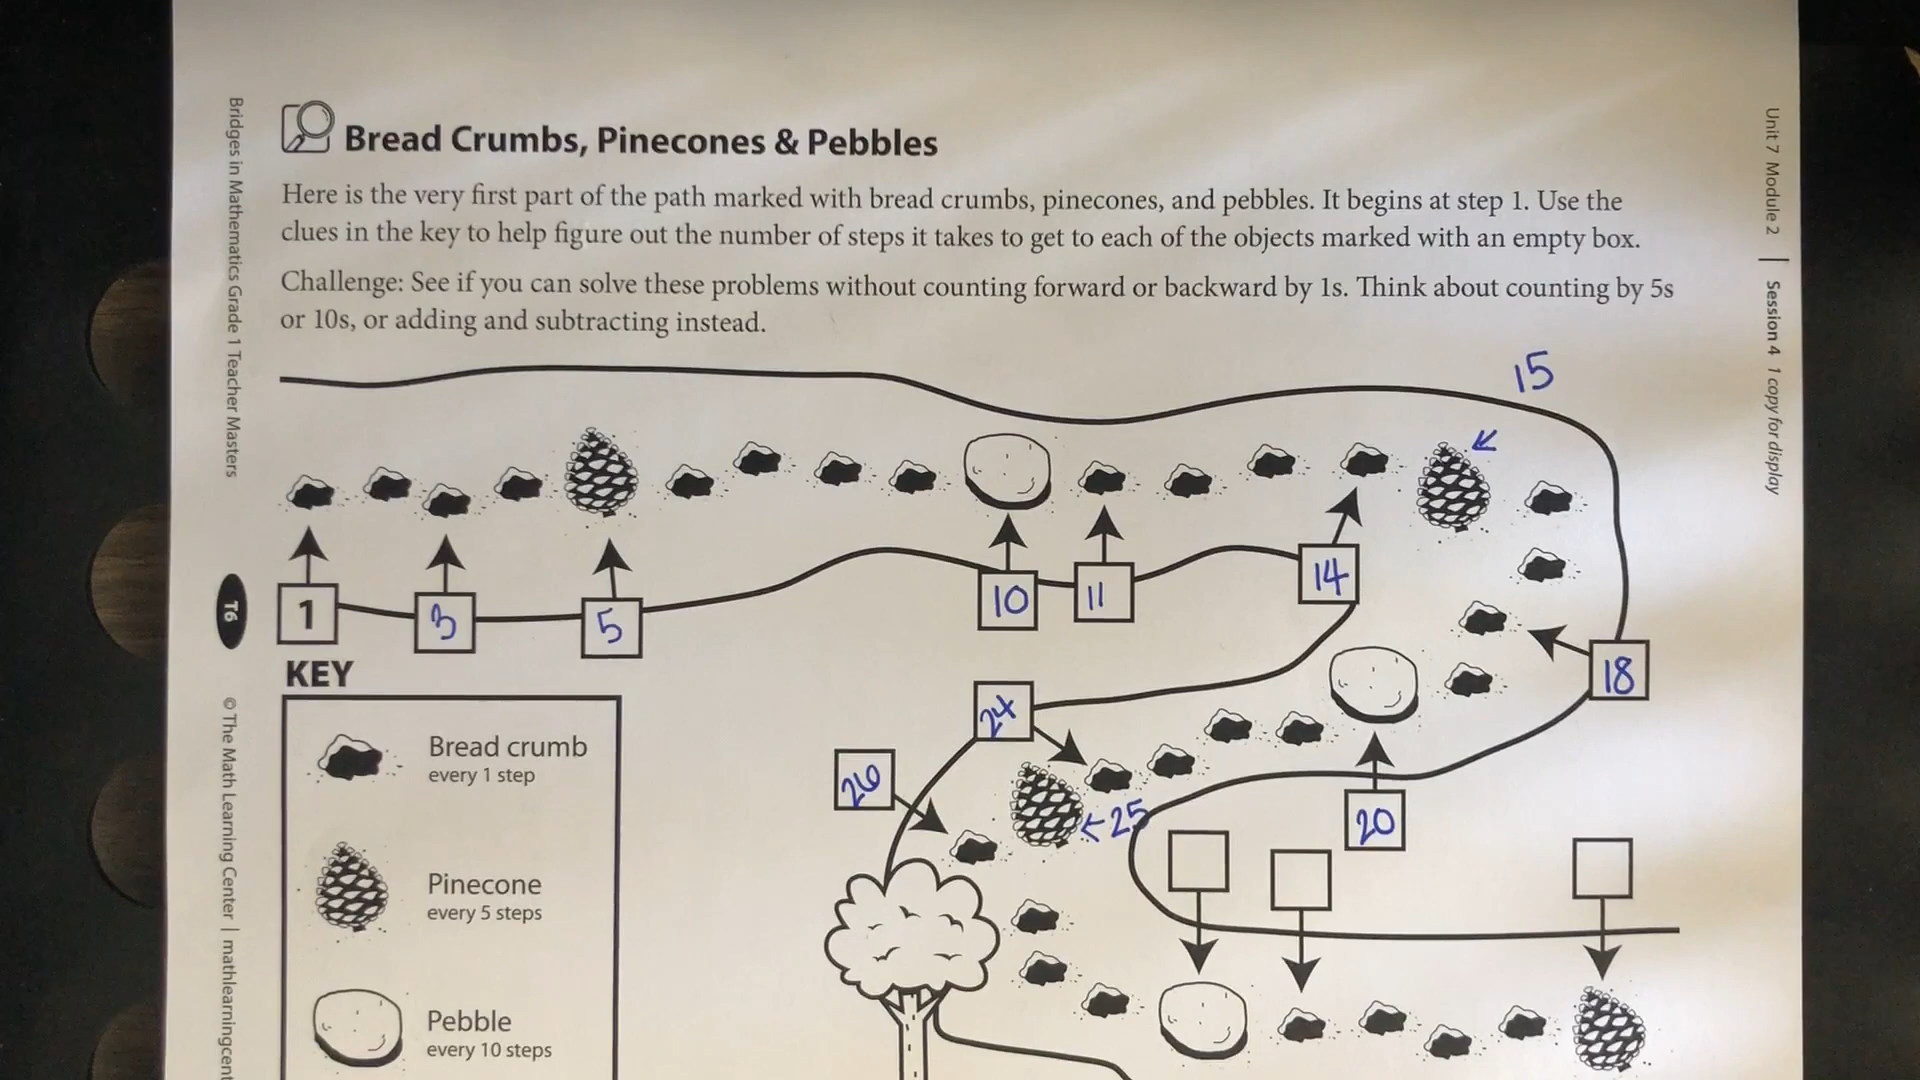 Bread Crumbs, Pinecones & Pebbles
Here is the very first part of the path marked with bread crumbs, pinecones, and pebbles. It begins at step 1. Use the
clues in the key to help figure out the number of steps it takes to get to each of the objects marked with an empty box.
Challenge: See if you can solve these problems without counting forward or backward by 1s. Think about counting by 5s
or 10s, or adding and subtracting instead.
15
1
3
5
10
11
14
18
24
26
25
20
KEY
Bread crumb
every 1 step
Pinecone
every 5 steps
Pebble
every 10 steps
Bridges in Mathematics Grade 1 Teacher Masters
T6
© The Math Learning Center | mathlearningcent
Unit 7 Module 2 | Session 4 1 copy for display